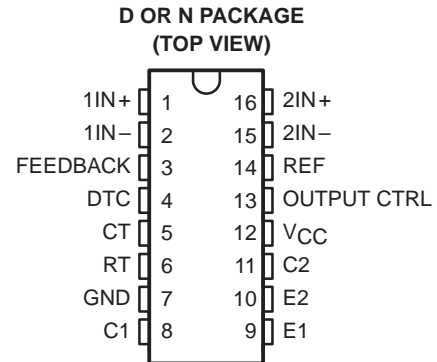 D OR N PACKAGE
(TOP VIEW)
1IN+ 1 16 2IN+
1IN− 2 15 2IN−
FEEDBACK 3 14 REF
DTC 4 13 OUTPUT CTRL
CT 5 12 VCC
RT 6 11 C2
GND 7 10 E2
C1 8 9 E1